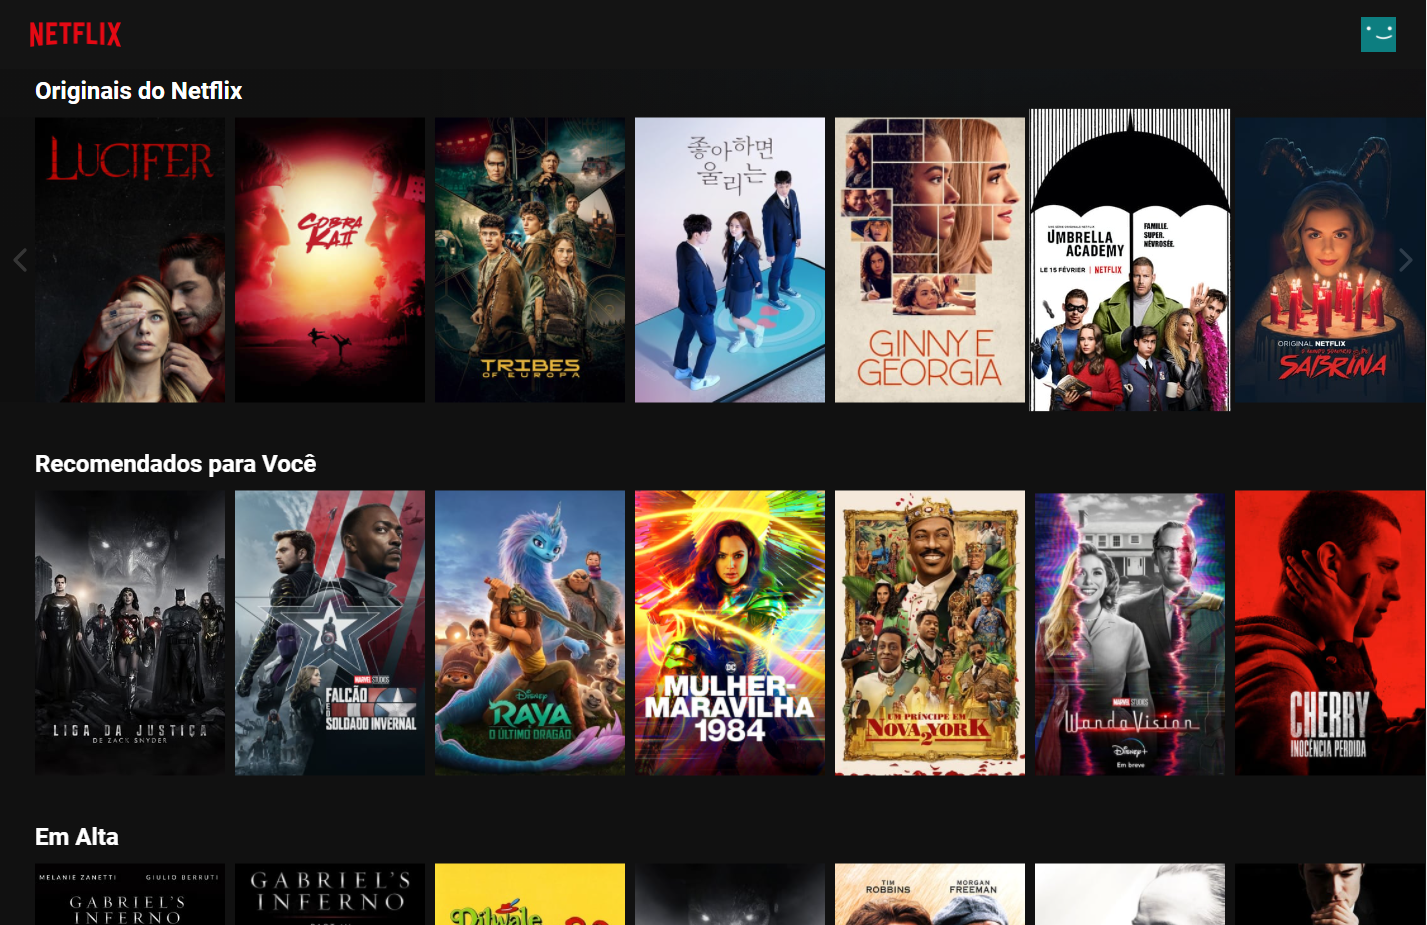 NETFLIX
Originais do Netflix
LUCIFER
COBRA
KAI
TRIBES
OF EUROPA
좋아하면
울리는
GINNY E
GEORGIA
UMBRELLA
ACADEMY
FAMILLE.
SUPER.
NÉVROSÉE.
LE 15 FÉVRIER | NETFLIX
ORIGINAL NETFLIX
SABRINA
Recomendados para Você
LIGA DA JUSTIÇA
DE ZACK SNYDER
MARVEL STUDIOS
FALCÃO
E O
SOLDADO INVERNAL
Disney
RAYA
O ÚLTIMO DRAGÃO
DC
MULHER-
MARAVILHA
1984
UM PRÍNCIPE EM
NOVA YORK
2
MARVEL STUDIOS
WandaVision
Disney+
Em breve
CHERRY
INOCÊNCIA PERDIDA
Em Alta
MELANIE ZANETTI GIULIO BERRUTI
GABRIEL'S
INFERNO
GABRIEL'S
INFERNO
Dilwale
TIM
ROBBINS
MORGAN
FREEMAN